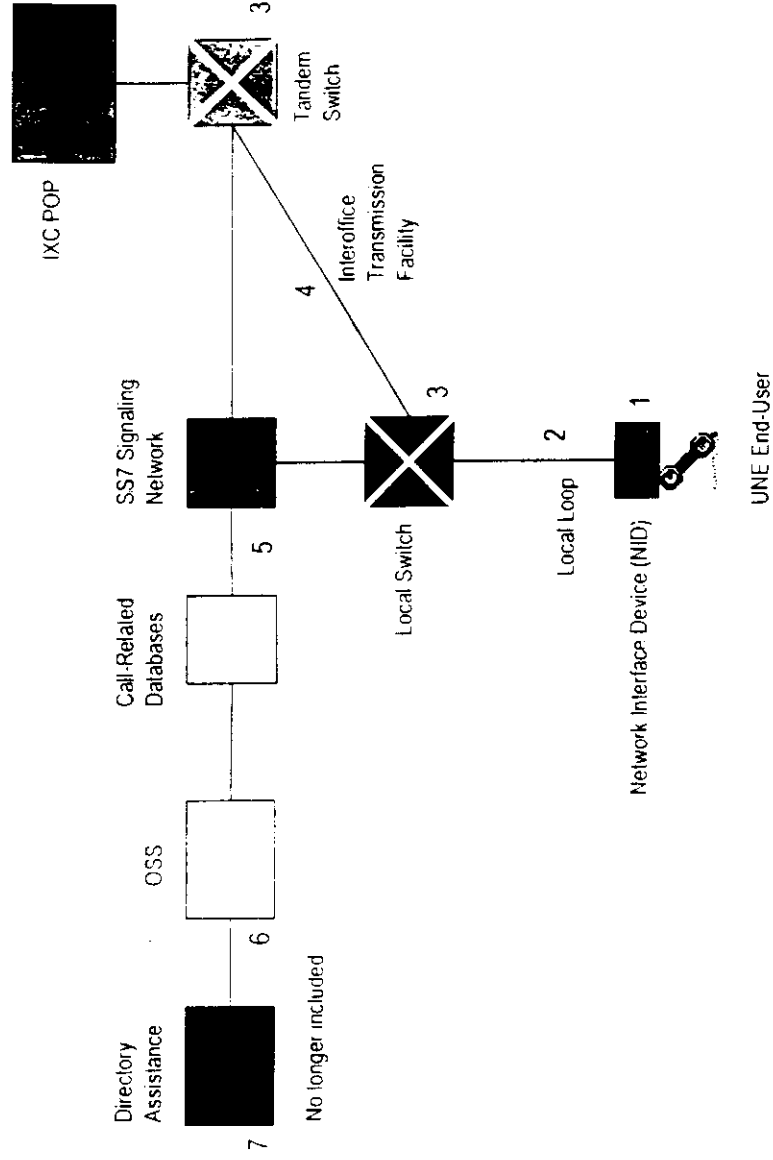 IXC POP
Directory
Assistance
OSS
Call-Related
Databases
SS7 Signaling
Network
7
6
5
3
No longer included
Tandem
Switch
4
Interoffice
Transmission
Facility
Local Switch
3
Local Loop
2
Network Interface Device (NID)
1
UNE End-User